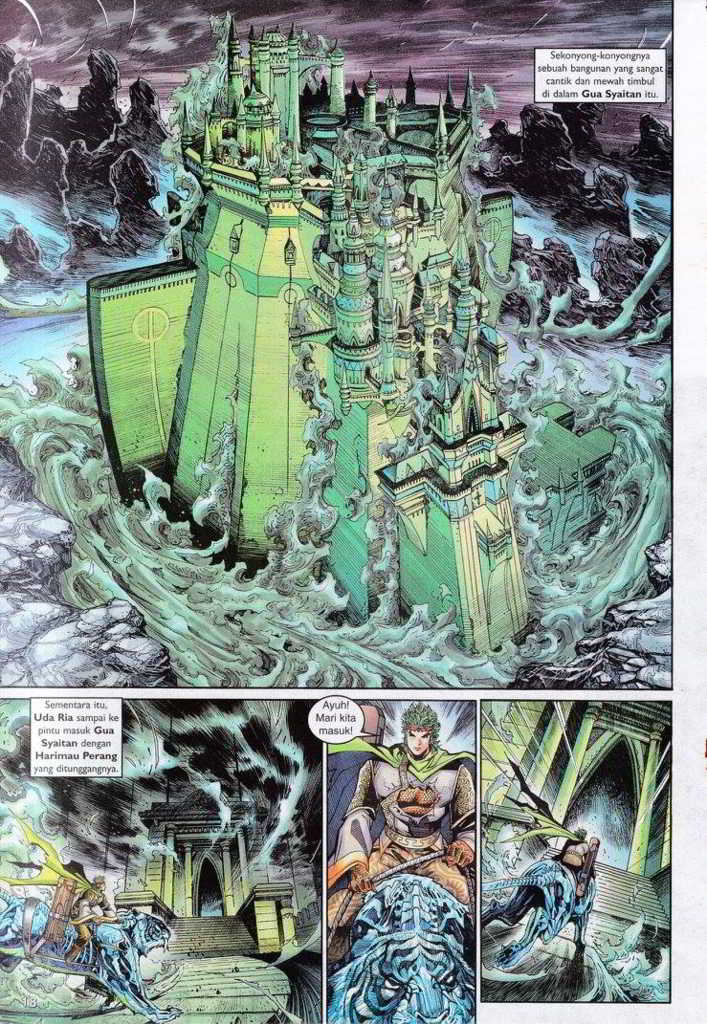 Sekonyong-konyongnya
sebuah bangunan yang sangat
cantik dan mewah timbul
di dalam Gua Syaitan itu.
Sementara itu,
Uda Ria sampai ke
pintu masuk Gua
Syaitan dengan
Harimau Perang
yang ditunggangnya.
Ayuh!
Mari kita
masuk!
18